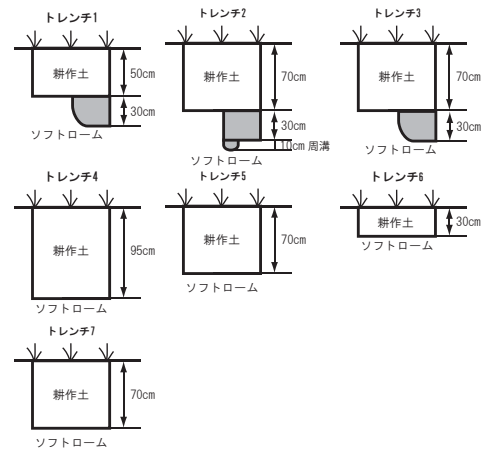 トレンチ1
耕作土
50cm
30cm
ソフトローム
トレンチ2
耕作土
70cm
30cm
10cm 周溝
ソフトローム
トレンチ3
耕作土
70cm
30cm
ソフトローム
トレンチ4
耕作土
95cm
ソフトローム
トレンチ5
耕作土
70cm
ソフトローム
トレンチ6
耕作土
30cm
ソフトローム
トレンチ7
耕作土
70cm
ソフトローム